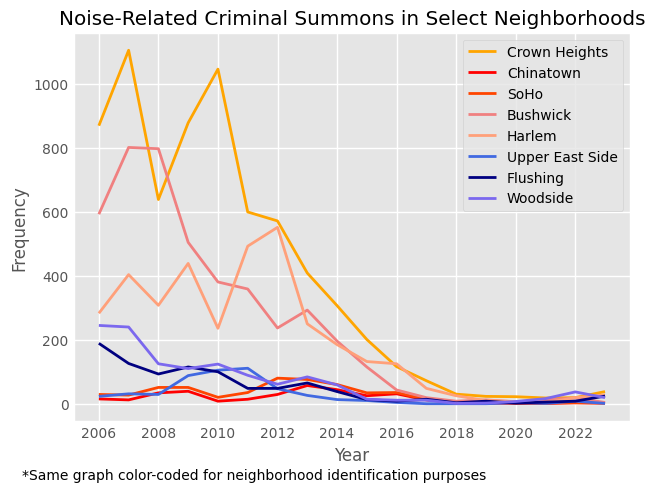 Noise-Related Criminal Summons in Select Neighborhoods
Crown Heights
Chinatown
SoHo
Bushwick
Harlem
Upper East Side
Flushing
Woodside
Frequency
1000
800
600
400
200
0
2006 2008 2010 2012 2014 2016 2018 2020 2022
Year
*Same graph color-coded for neighborhood identification purposes